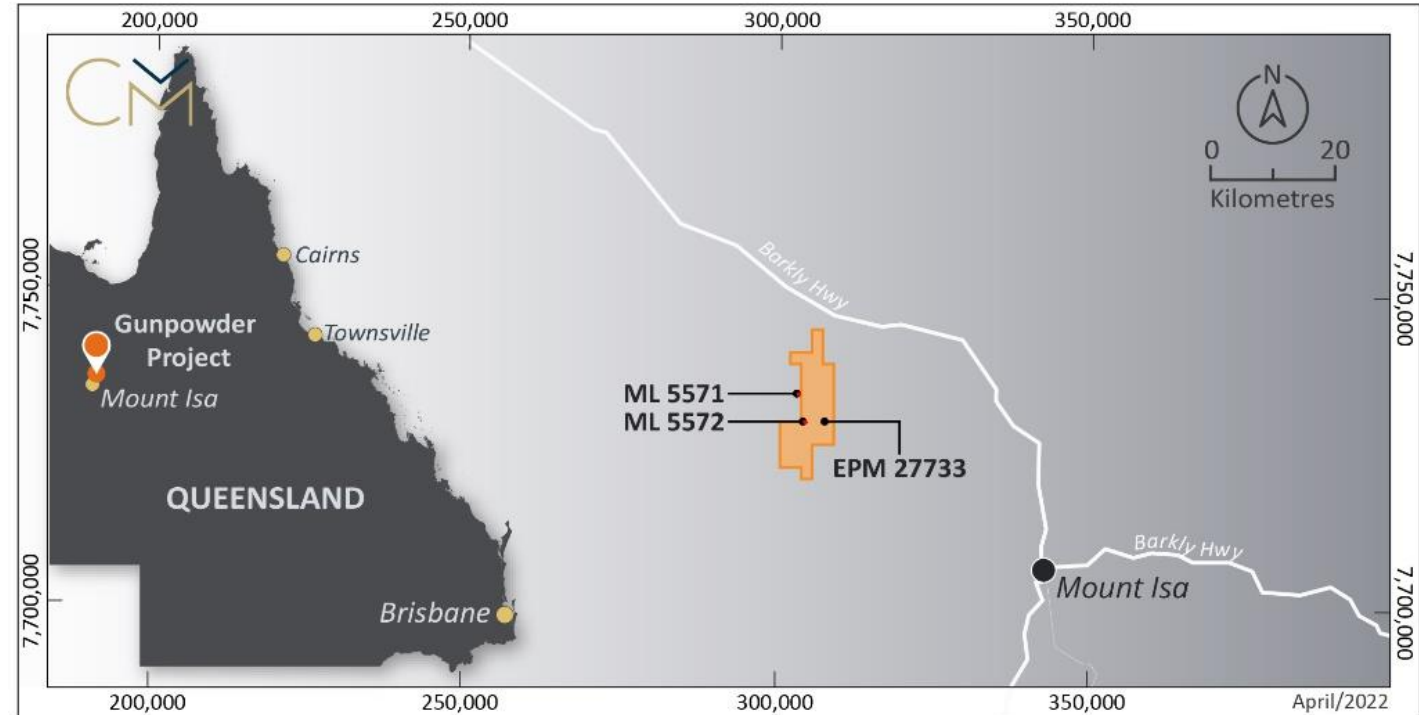 200,000
250,000
300,000
350,000
CM
N
0 20
Kilometres
7,750,000
7,750,000
Barkly Hwy
Cairns
Townsville
Gunpowder
Project
Mount Isa
ML 5571
ML 5572
EPM 27733
QUEENSLAND
Barkly Hwy
Mount Isa
Brisbane
7,700,000
7,700,000
200,000
250,000
300,000
350,000
April/2022